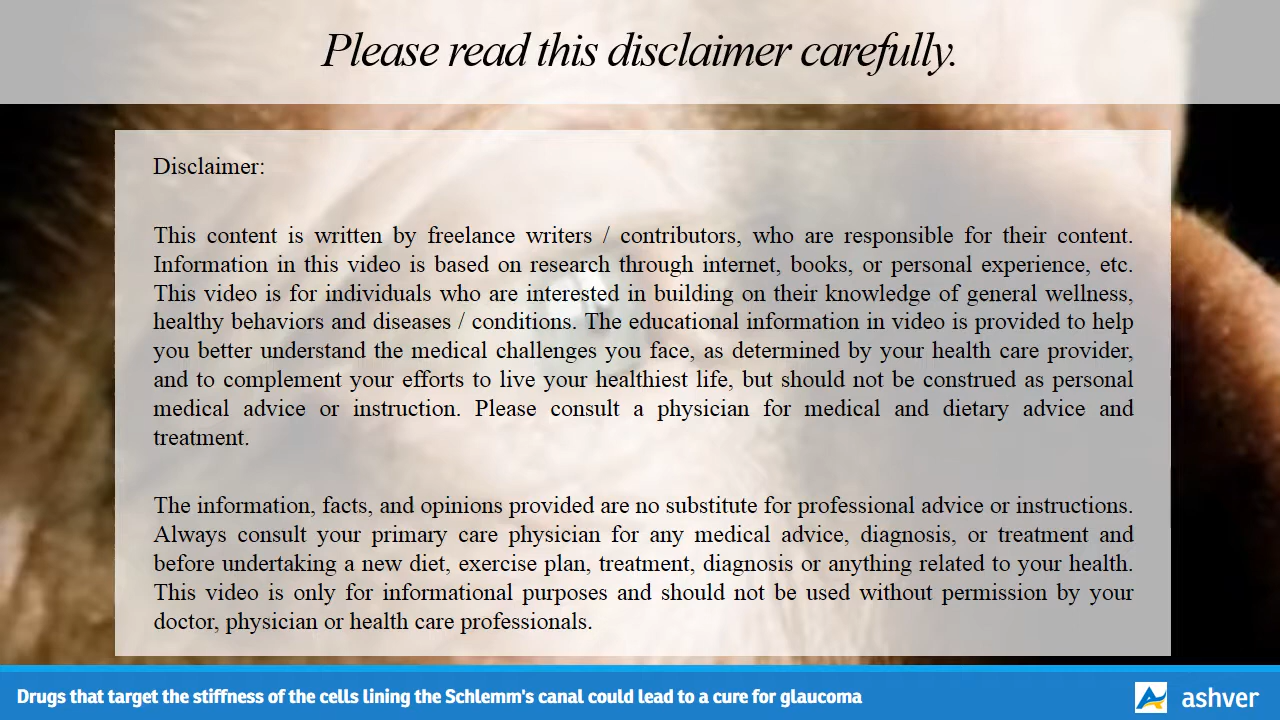 Please read this disclaimer carefully.
Disclaimer:
This content is written by freelance writers / contributors, who are responsible for their content.
Information in this video is based on research through internet, books, or personal experience, etc.
This video is for individuals who are interested in building on their knowledge of general wellness,
healthy behaviors and diseases / conditions. The educational information in video is provided to help
you better understand the medical challenges you face, as determined by your health care provider,
and to complement your efforts to live your healthiest life, but should not be construed as personal
medical advice or instruction. Please consult a physician for medical and dietary advice and
treatment.
The information, facts, and opinions provided are no substitute for professional advice or instructions.
Always consult your primary care physician for any medical advice, diagnosis, or treatment and
before undertaking a new diet, exercise plan, treatment, diagnosis or anything related to your health.
This video is only for informational purposes and should not be used without permission by your
doctor, physician or health care professionals.
Drugs that target the stiffness of the cells lining the Schlemm's canal could lead to a cure for glaucoma
ashver